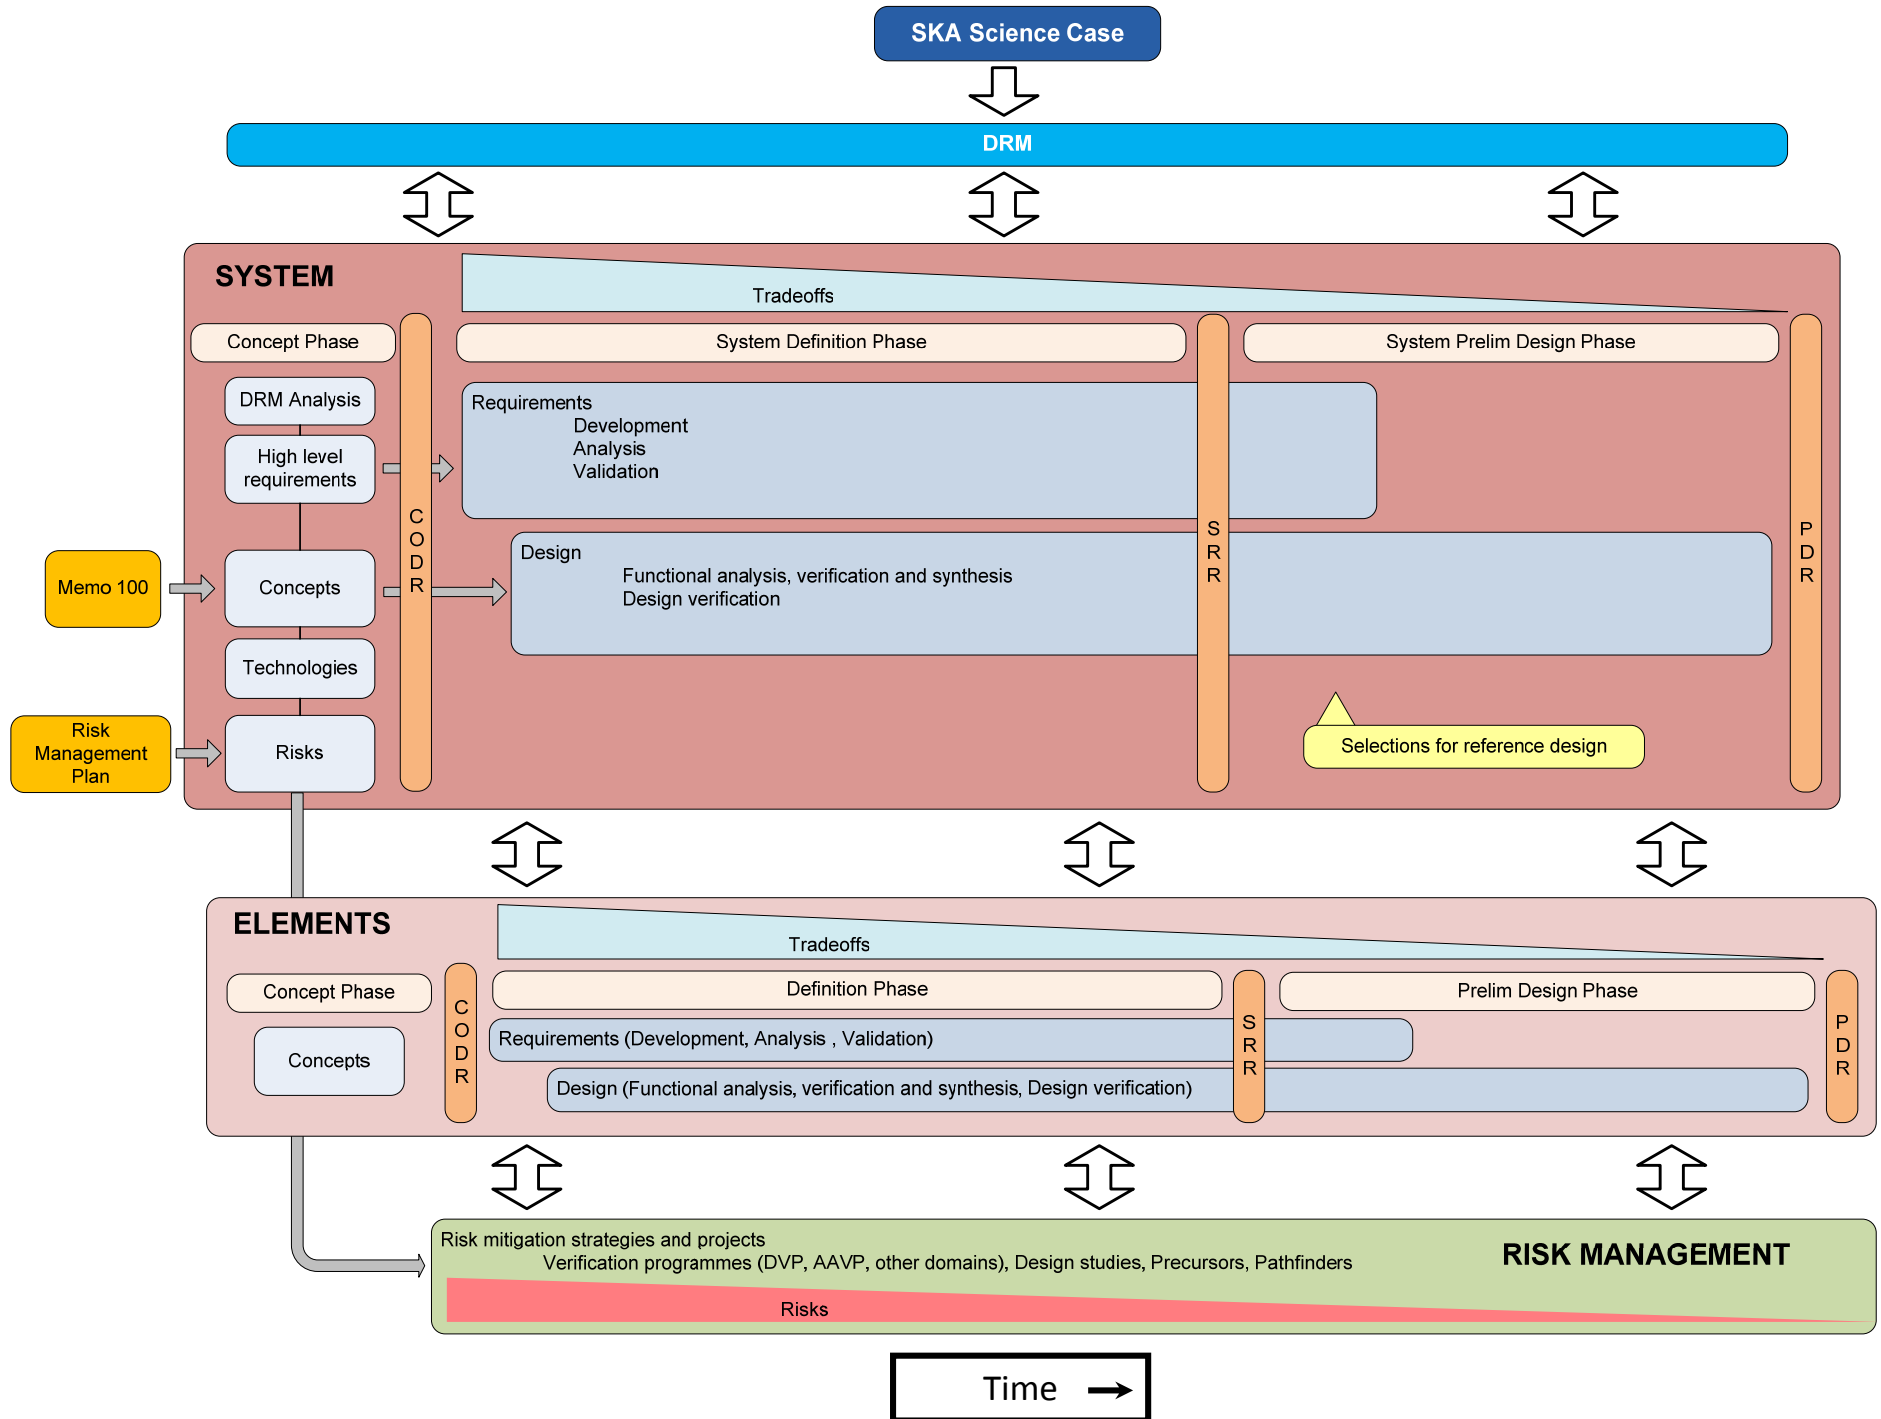 SKA Science Case
DRM
SYSTEM
Tradeoffs
Concept Phase
System Definition Phase
System Prelim Design Phase
DRM Analysis
High level
requirements
Concepts
Technologies
Risks
Memo 100
Risk
Management
Plan
C
O
D
R
Requirements
Development
Analysis
Validation
Design
Functional analysis, verification and synthesis
Design verification
S
R
R
Selections for reference design
P
D
R
ELEMENTS
Tradeoffs
Concept Phase
Definition Phase
Prelim Design Phase
Concepts
C
O
D
R
Requirements (Development, Analysis , Validation)
Design (Functional analysis, verification and synthesis, Design verification)
S
R
R
P
D
R
Risk mitigation strategies and projects
Verification programmes (DVP, AAVP, other domains), Design studies, Precursors, Pathfinders
RISK MANAGEMENT
Risks
Time